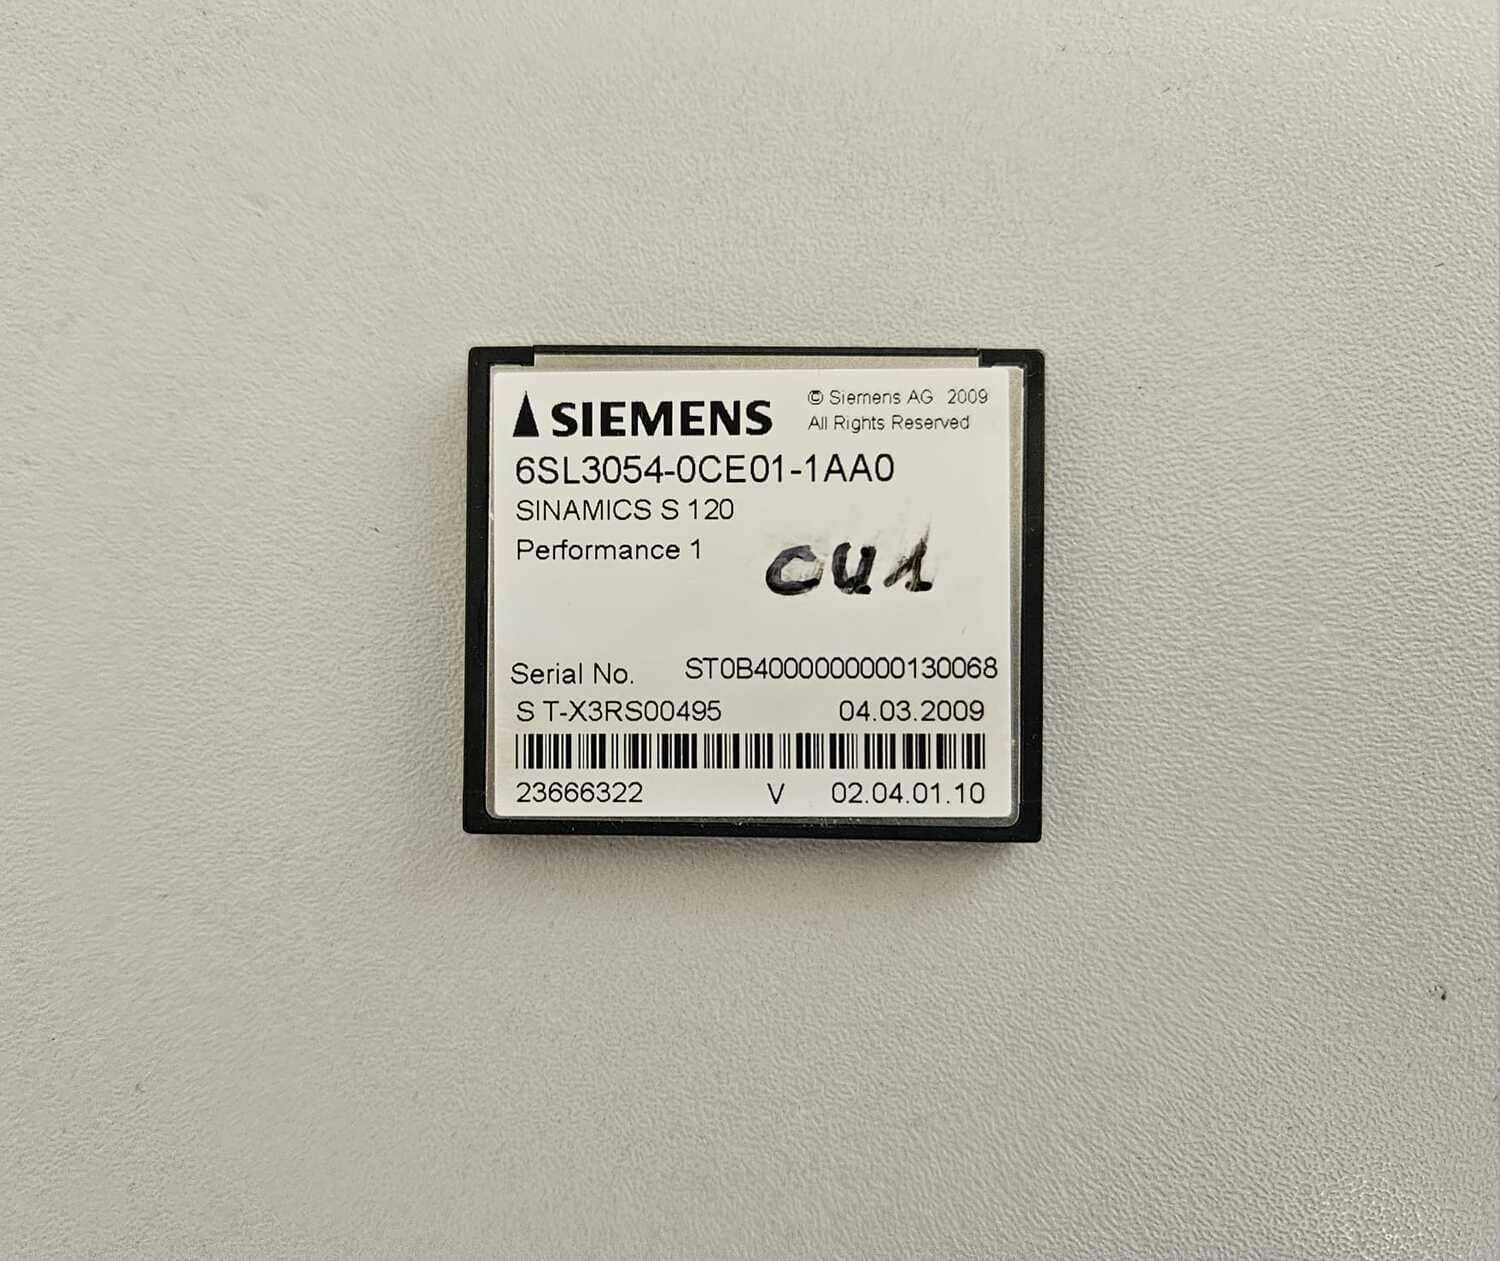 SIEMENS
© Siemens AG 2009
All Rights Reserved
6SL3054-0CE01-1AA0
SINAMICS S 120
Performance 1
CU1
Serial No. ST0B4000000000130068
S T-X3RS00495 04.03.2009
23666322 V 02.04.01.10